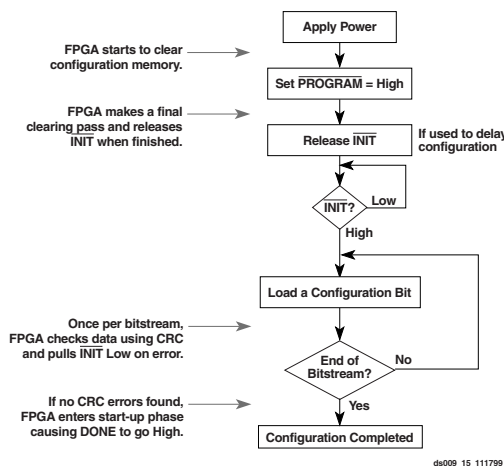 Apply Power
FPGA starts to clear
configuration memory.
Set PROGRAM = High
FPGA makes a final
clearing pass and releases
INIT when finished.
Release INIT
If used to delay
configuration
INIT?
Low
High
Load a Configuration Bit
Once per bitstream,
FPGA checks data using CRC
and pulls INIT Low on error.
End of
Bitstream?
No
Yes
If no CRC errors found,
FPGA enters start-up phase
causing DONE to go High.
Configuration Completed
ds009_15_111799